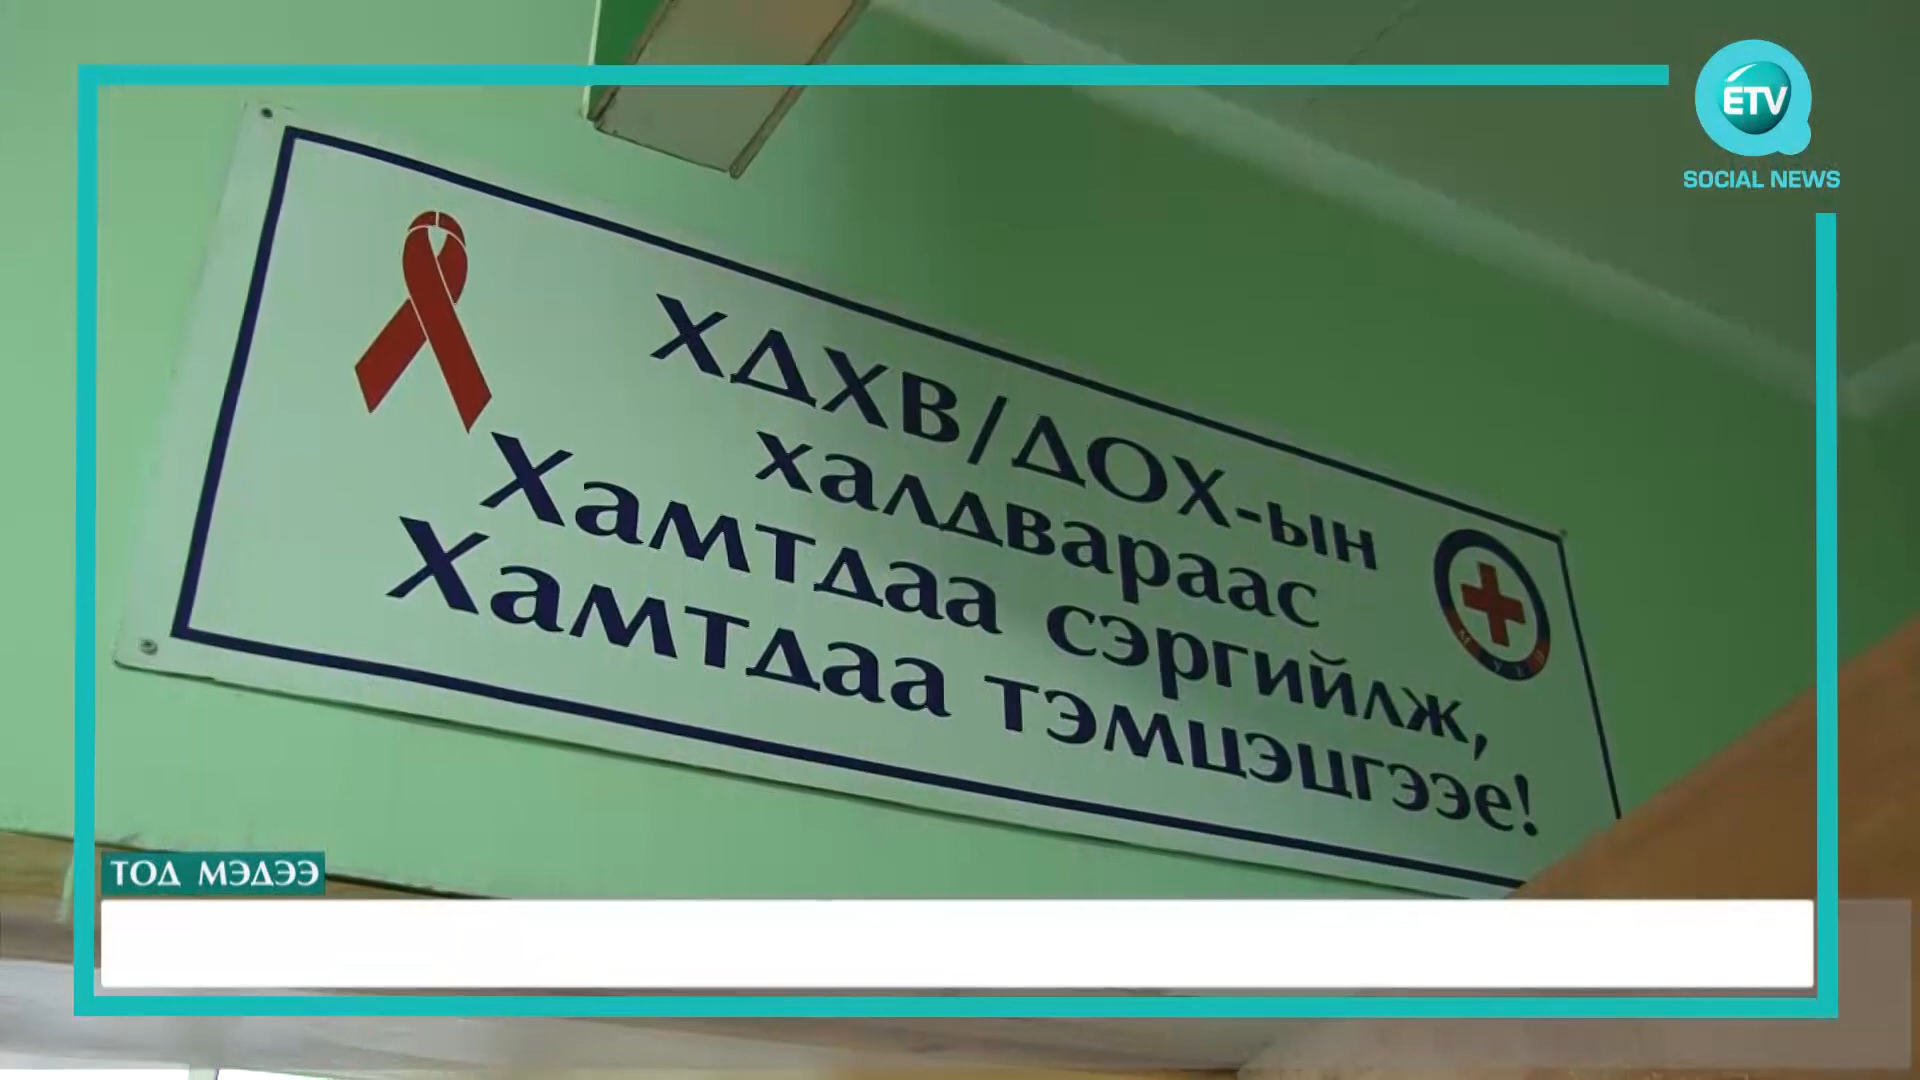 ETV
SOCIAL NEWS
ХДХВ/ДОХ-ын
халдвараас
Хамтдаа сэргийлж,
Хамтдаа тэмцэцгээе!
ТОД МЭДЭЭ